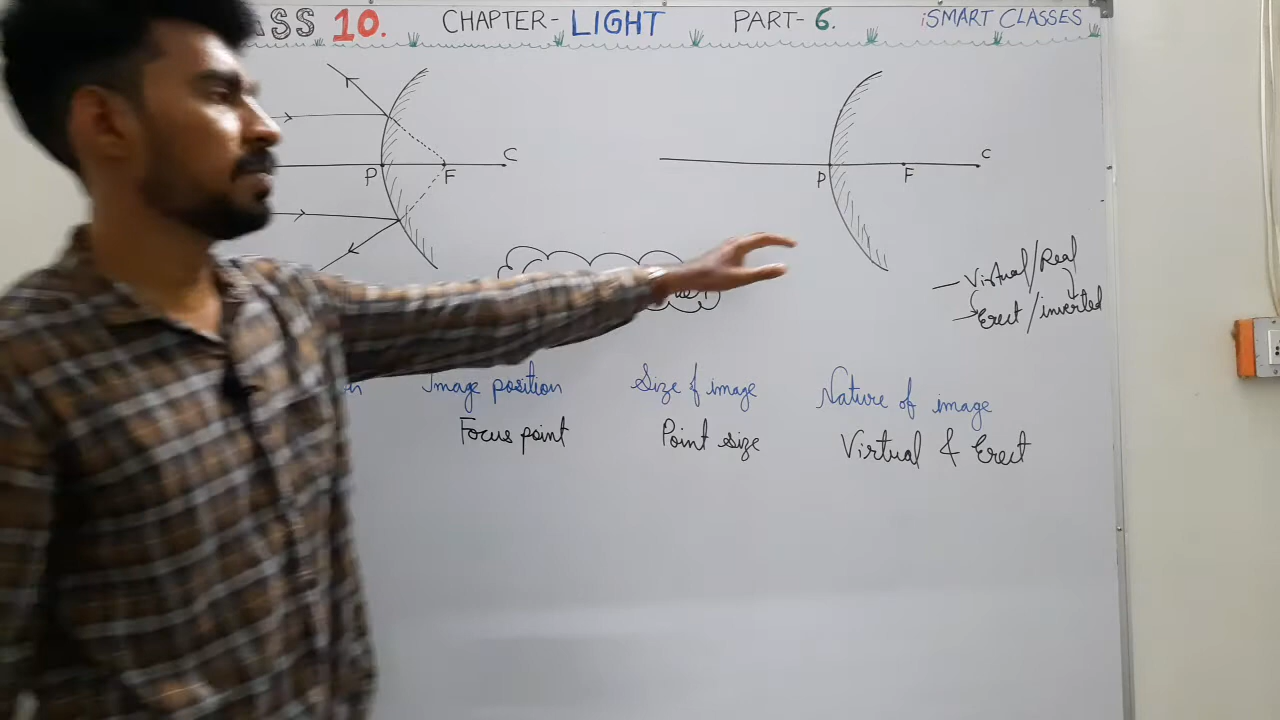 ASS 10. CHAPTER- LIGHT PART- 6. iSMART CLASSES
P F C
P F C
Virtual/Real
Erect/inverted
Image position Size of image Nature of image
Focus point Point size Virtual & Erect